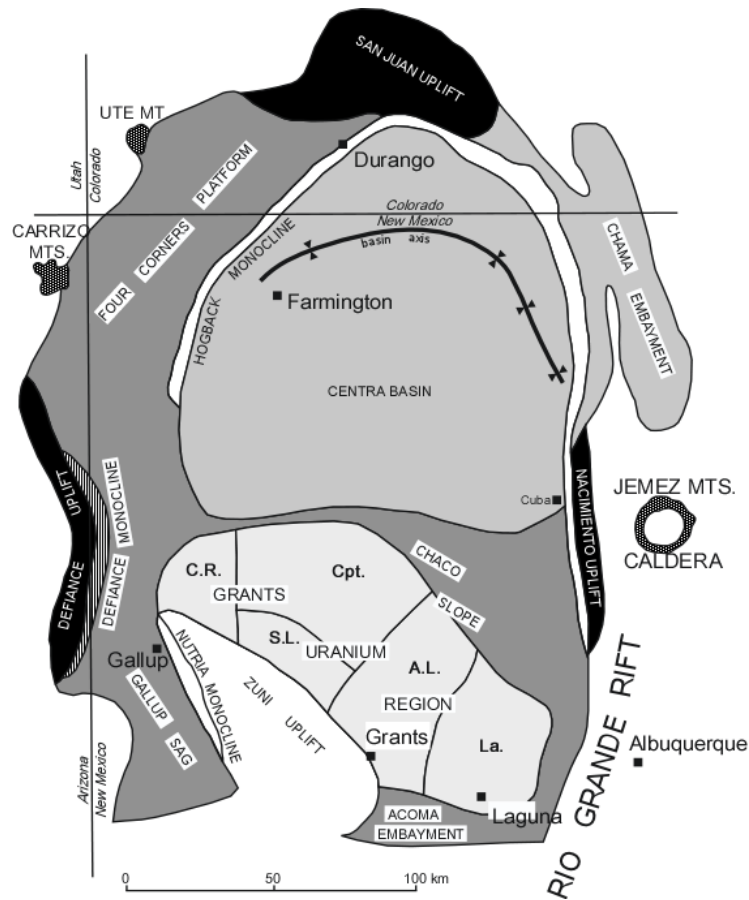 SAN JUAN UPLIFT
UTE MT.
Durango
Utah
Colorado
FOUR CORNERS PLATFORM
Colorado
New Mexico
CARRIZO
MTS.
basin axis
HOGBACK MONOCLINE
Farmington
CHAMA EMBAYMENT
CENTRA BASIN
Cuba
NACIMIENTO UPLIFT
JEMEZ MTS.
CALDERA
DEFIANCE UPLIFT
DEFIANCE MONOCLINE
CHACO SLOPE
C.R.
Cpt.
GRANTS
S.L.
URANIUM
A.L.
REGION
La.
Gallup
NUTRIA MONOCLINE
ZUNI UPLIFT
GALLUP SAG
Grants
Laguna
ACOMA
EMBAYMENT
Arizona
New Mexico
RIO GRANDE RIFT
Albuquerque
0 50 100 km